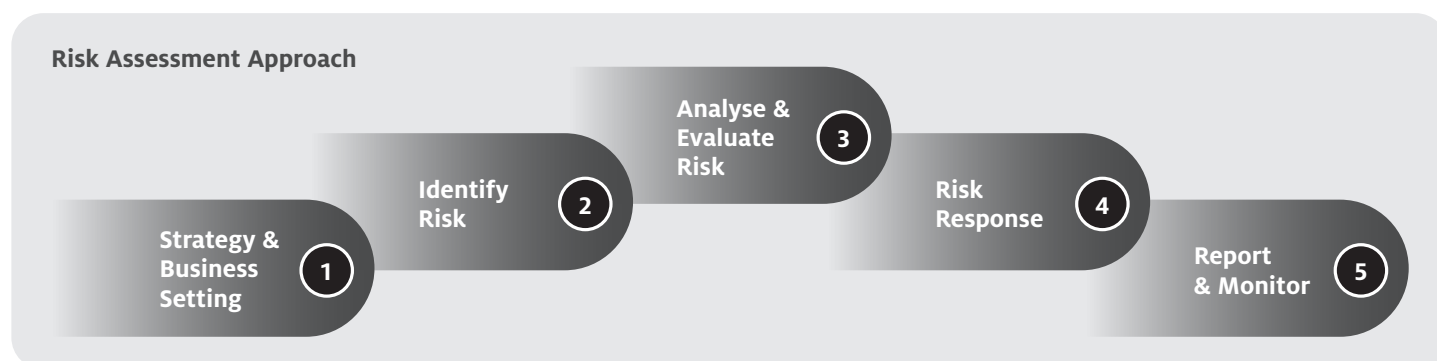 Risk Assessment Approach
Strategy &
Business
Setting
1
Identify
Risk
2
Analyse &
Evaluate
Risk
3
Risk
Response
4
Report
& Monitor
5